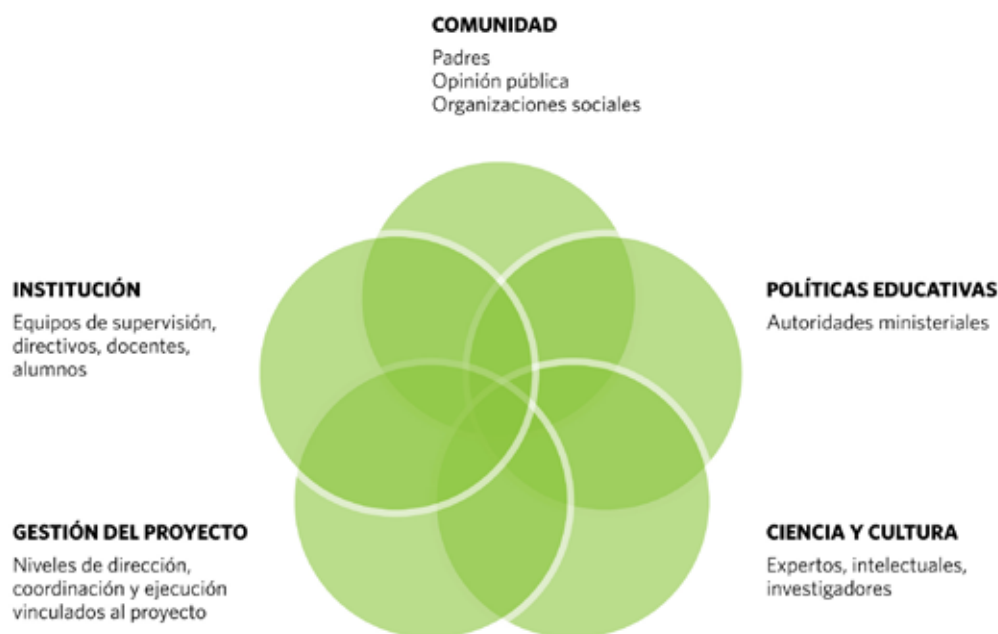 COMUNIDAD
Padres
Opinión pública
Organizaciones sociales
INSTITUCIÓN
Equipos de supervisión,
directivos, docentes,
alumnos
POLÍTICAS EDUCATIVAS
Autoridades ministeriales
GESTIÓN DEL PROYECTO
Niveles de dirección,
coordinación y ejecución
vinculados al proyecto
CIENCIA Y CULTURA
Expertos, intelectuales,
investigadores